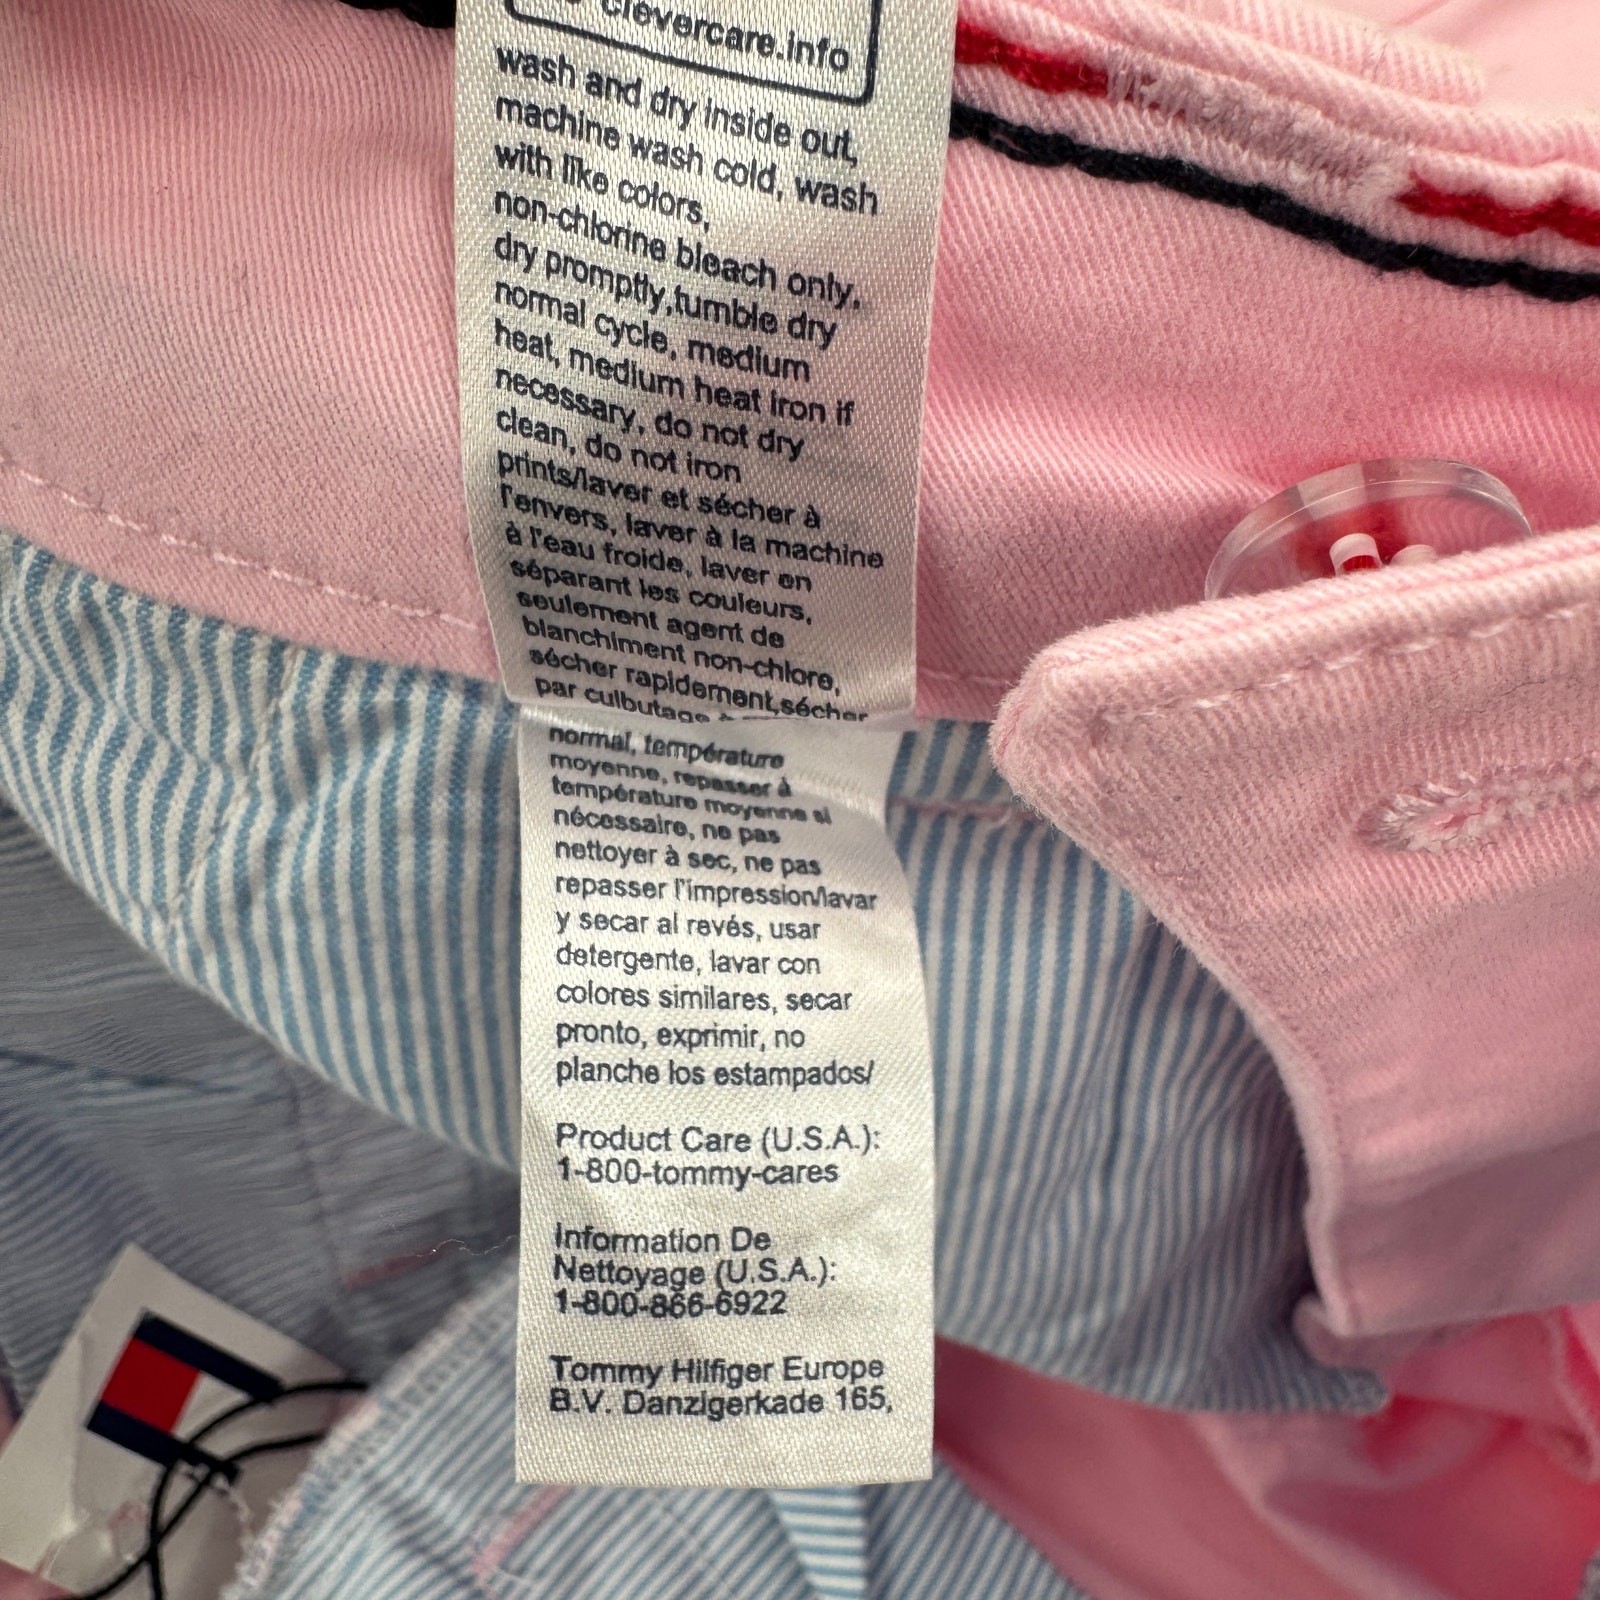 clevercare.info
wash and dry inside out,
machine wash cold, wash
with like colors,
non-chlorine bleach only,
dry promptly,tumble dry
normal cycle, medium
heat, medium heat iron if
necessary, do not dry
clean, do not iron
prints/laver et sécher à
l'envers, laver à la machine
à l'eau froide, laver en
séparant les couleurs,
seulement agent de
blanchiment non-chlore,
sécher rapidement,sécher
par culbutage
normal, température
moyenne, repasser à
température moyenne si
nécessaire, ne pas
nettoyer à sec, ne pas
repasser l'impression/lavar
y secar al revés, usar
detergente, lavar con
colores similares, secar
pronto, exprimir, no
planche los estampados/
Product Care (U.S.A.):
1-800-tommy-cares
Information De
Nettoyage (U.S.A.):
1-800-866-6922
Tommy Hilfiger Europe
B.V. Danzigerkade 165,